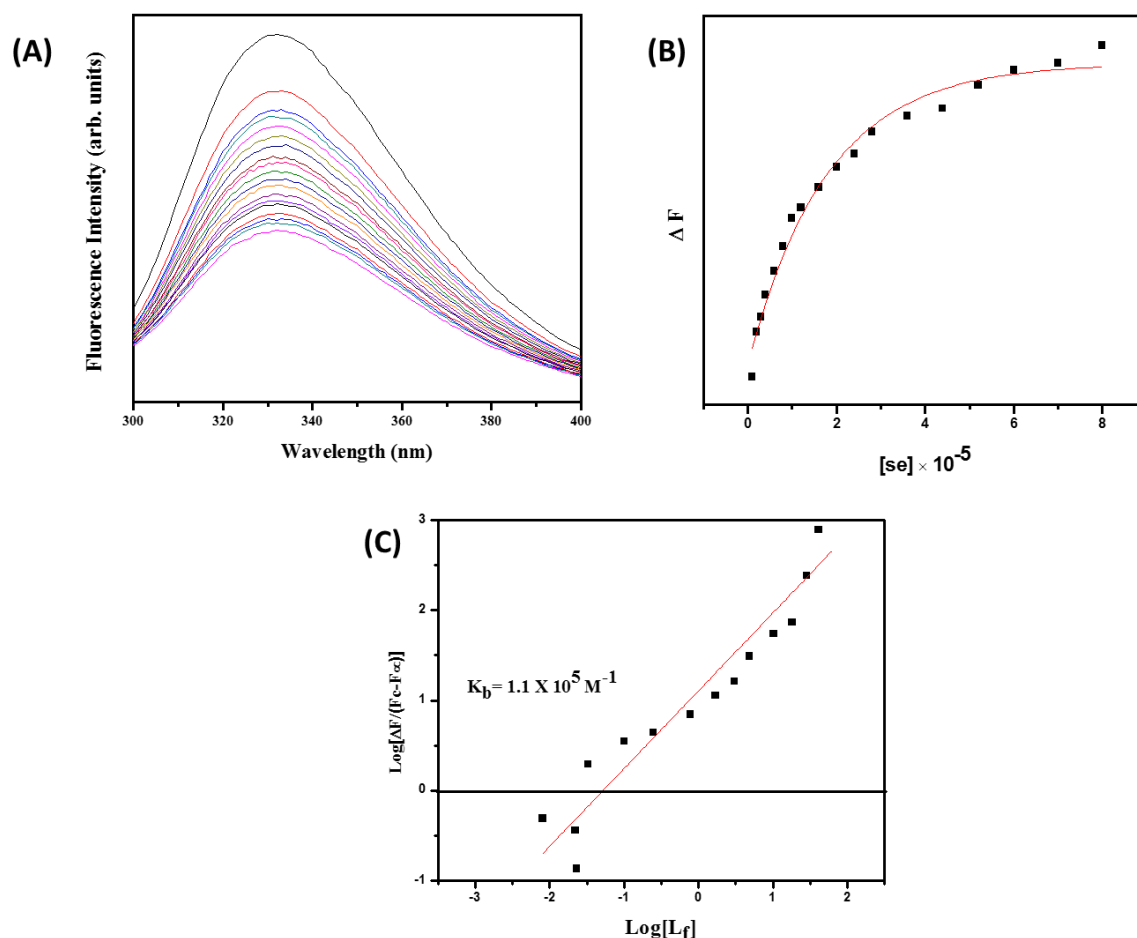 (A)
Fluorescence Intensity (arb. units)
300 320 340 360 380 400
Wavelength (nm)
(B)
Δ F
0 2 4 6 8
[se] × 10⁻⁵
(C)
Log[ΔF/(Fc-F∝)]
3
2
1
0
-1
K_b= 1.1 X 10⁵ M⁻¹
-3 -2 -1 0 1 2
Log[L_f]